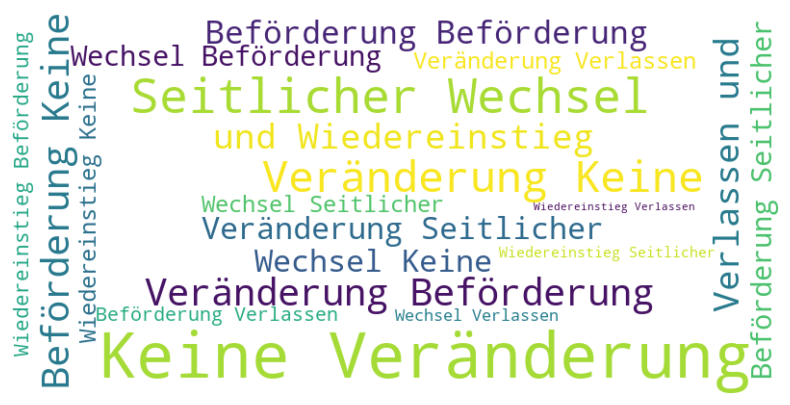 Beförderung Beförderung
Wechsel Beförderung
Veränderung Verlassen
Seitlicher Wechsel
und Wiedereinstieg
Veränderung Keine
Wechsel Seitlicher
Wiedereinstieg Verlassen
Veränderung Seitlicher
Wechsel Keine
Wiedereinstieg Seitlicher
Veränderung Beförderung
Beförderung Verlassen
Wechsel Verlassen
Keine Veränderung
Wiedereinstieg Beförderung
Beförderung Keine
Wiedereinstieg Keine
Verlassen und
Beförderung Seitlicher